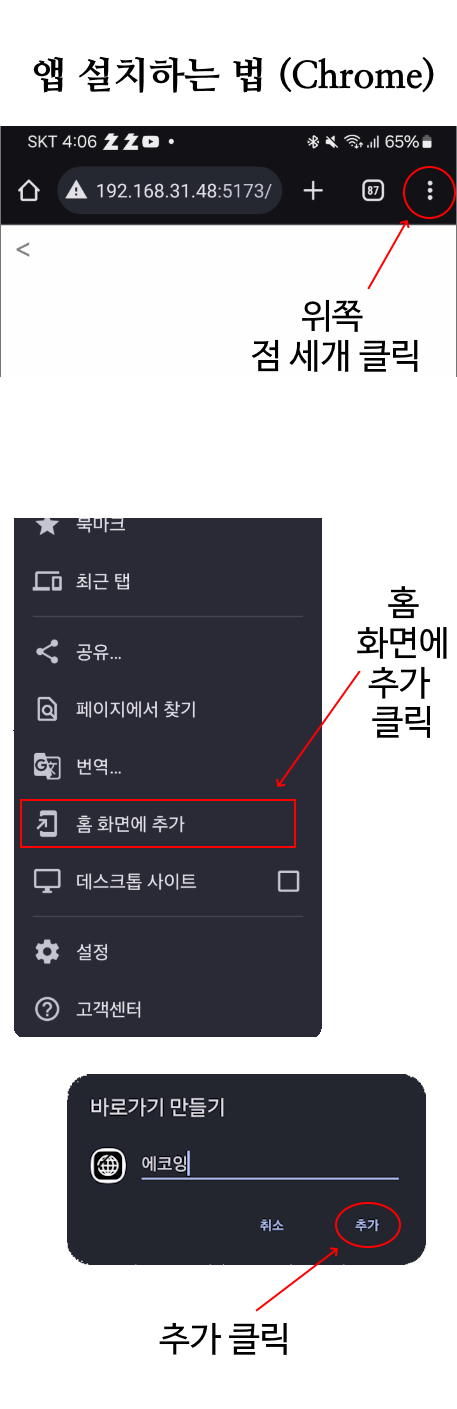 앱 설치하는 법 (Chrome)
SKT 4:06 65%
192.168.31.48:5173/ 87
<
위쪽
점 세개 클릭
북마크
최근 탭
공유...
페이지에서 찾기
번역...
홈 화면에 추가
데스크톱 사이트
설정
고객센터
홈
화면에
추가
클릭
바로가기 만들기
에코잉
취소 추가
추가 클릭